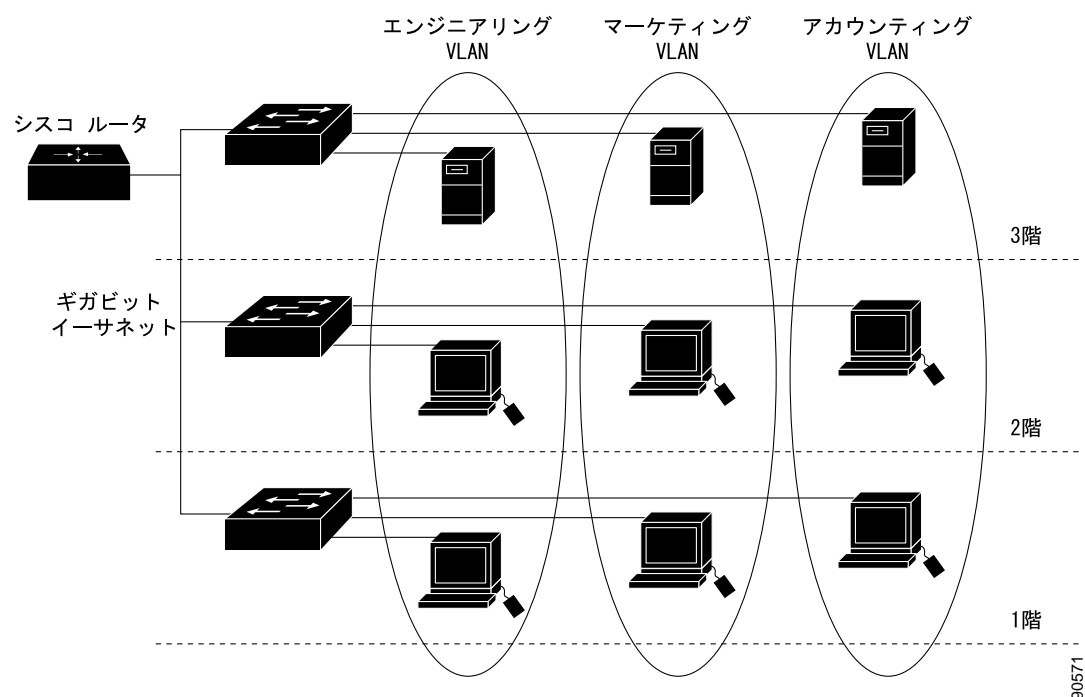 エンジニアリング
VLAN
マーケティング
VLAN
アカウンティング
VLAN
シスコ ルータ
3階
ギガビット
イーサネット
2階
1階
90571